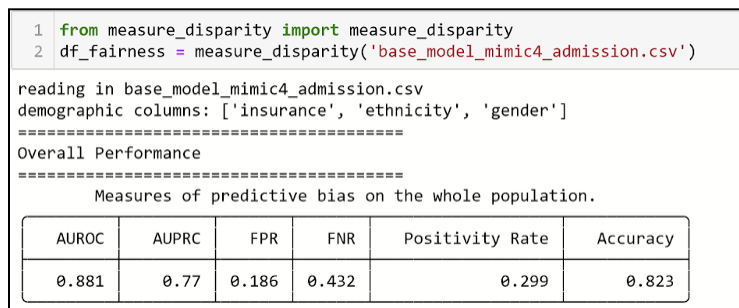 1 from measure_disparity import measure_disparity
2 df_fairness = measure_disparity('base_model_mimic4_admission.csv')
reading in base_model_mimic4_admission.csv
demographic columns: ['insurance', 'ethnicity', 'gender']
=========================================
Overall Performance
=========================================
Measures of predictive bias on the whole population.
AUROC AUPRC FPR FNR Positivity Rate Accuracy
0.881 0.77 0.186 0.432 0.299 0.823